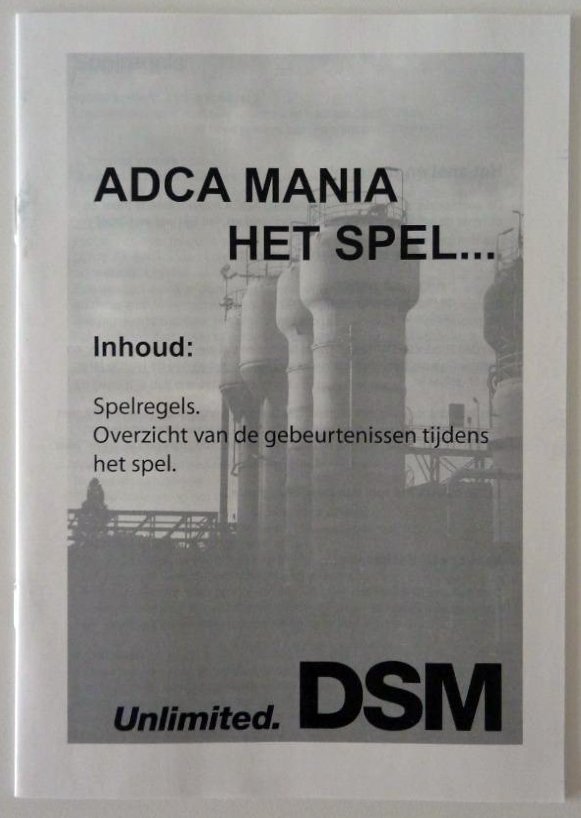 ADCA MANIA
HET SPEL...
Inhoud:
Spelregels.
Overzicht van de gebeurtenissen tijdens
het spel.
Unlimited. DSM